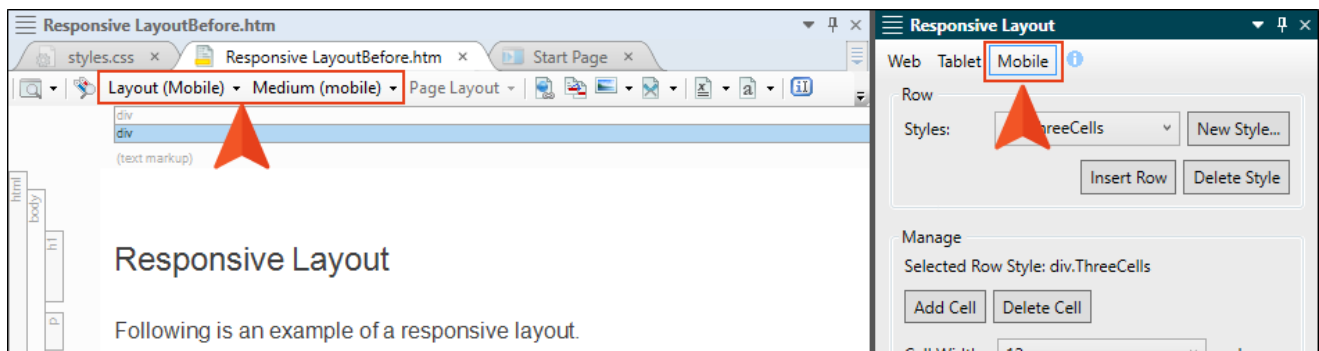 Responsive LayoutBefore.htm
styles.css
Responsive LayoutBefore.htm
Start Page
Layout (Mobile) Medium (mobile) Page Layout
div
div
(text markup)
html
body
h1
p
Responsive Layout
Following is an example of a responsive layout.
Responsive Layout
Web Tablet Mobile
Row
Styles: New Style...
Insert Row Delete Style
Manage
Selected Row Style: div.ThreeCells
Add Cell Delete Cell